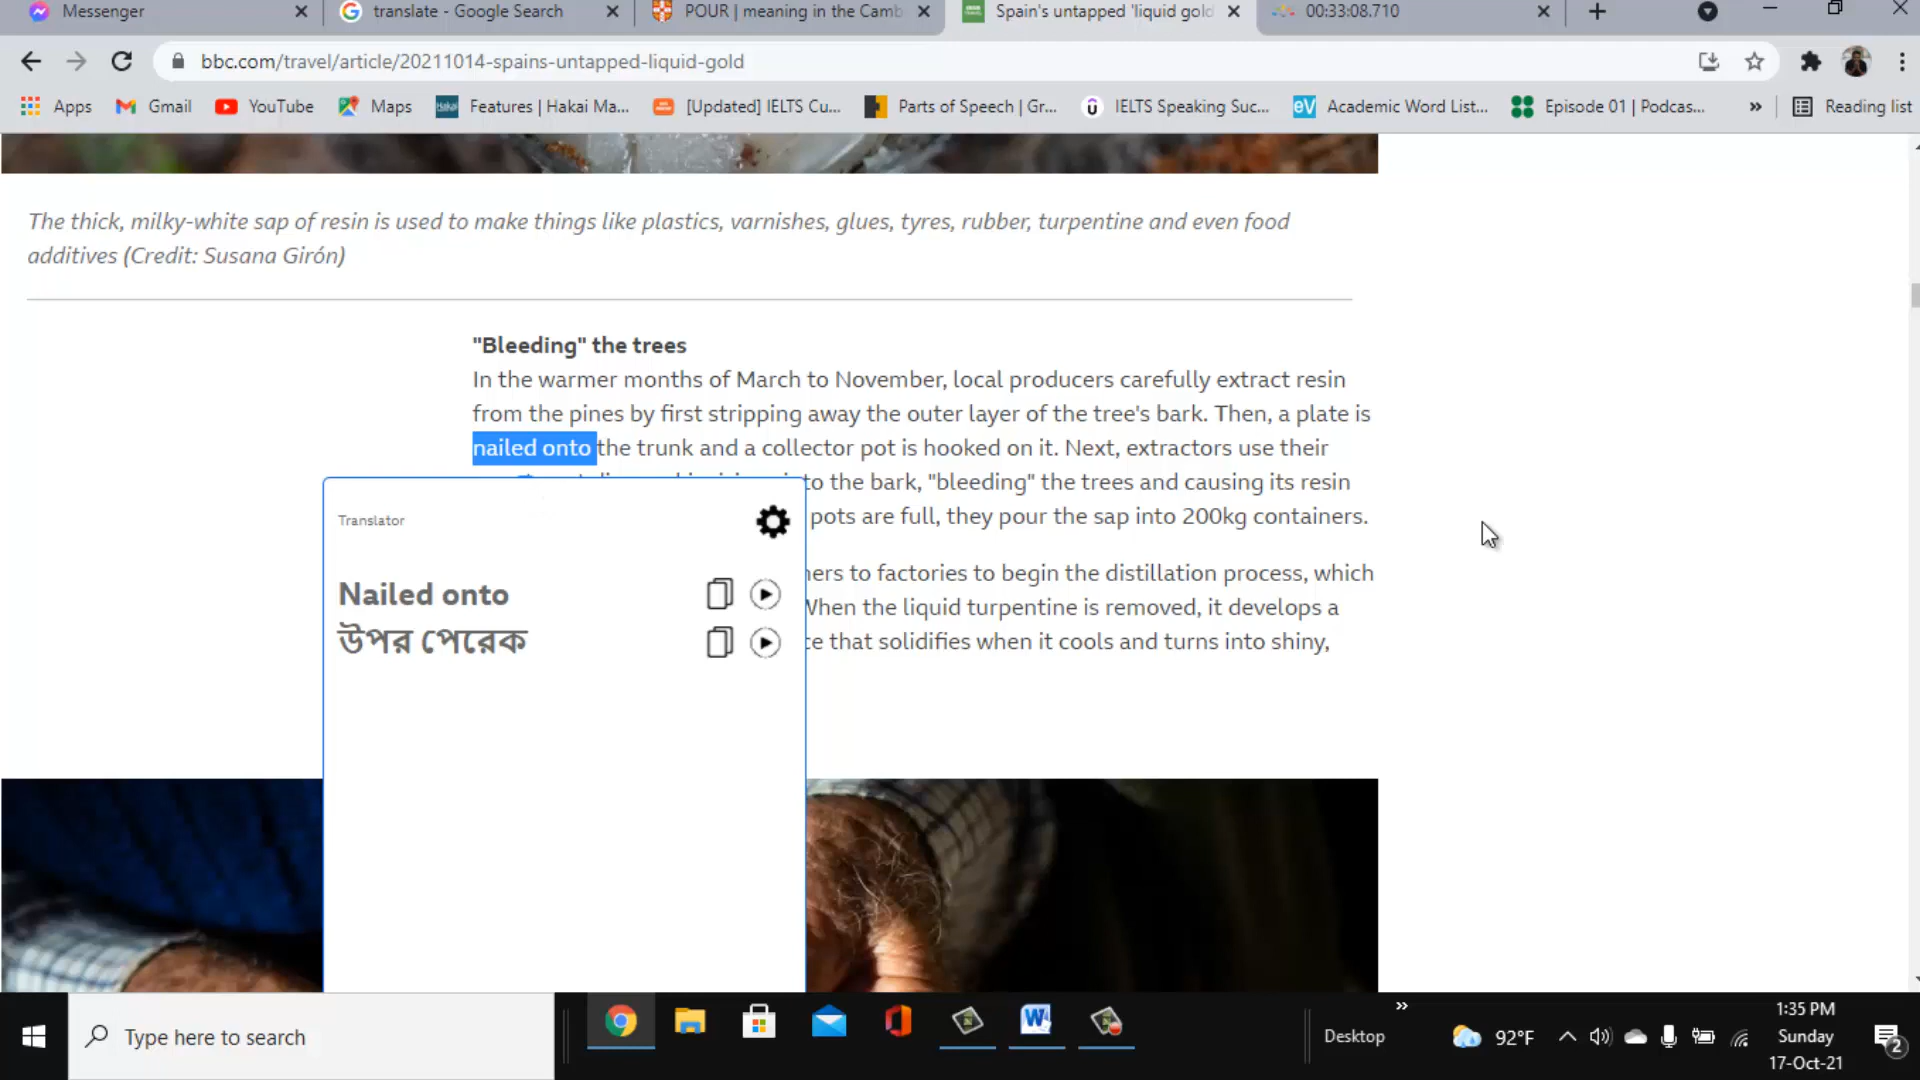 Messenger
translate - Google Search
POUR | meaning in the Camb
Spain's untapped 'liquid gold
00:33:08.710
bbc.com/travel/article/20211014-spains-untapped-liquid-gold
Apps
Gmail
YouTube
Maps
Hakai
Features | Hakai Ma...
[Updated] IELTS Cu...
Parts of Speech | Gr...
IELTS Speaking Suc...
eV
Academic Word List...
Episode 01 | Podcas...
»
Reading list
The thick, milky-white sap of resin is used to make things like plastics, varnishes, glues, tyres, rubber, turpentine and even food
additives (Credit: Susana Girón)
"Bleeding" the trees
In the warmer months of March to November, local producers carefully extract resin
from the pines by first stripping away the outer layer of the tree's bark. Then, a plate is
nailed onto the trunk and a collector pot is hooked on it. Next, extractors use their
to the bark, "bleeding" the trees and causing its resin
pots are full, they pour the sap into 200kg containers.
ners to factories to begin the distillation process, which
When the liquid turpentine is removed, it develops a
ce that solidifies when it cools and turns into shiny,
Translator
Nailed onto
উপর পেরেক
Type here to search
Desktop
»
92°F
1:35 PM
Sunday
17-Oct-21
2